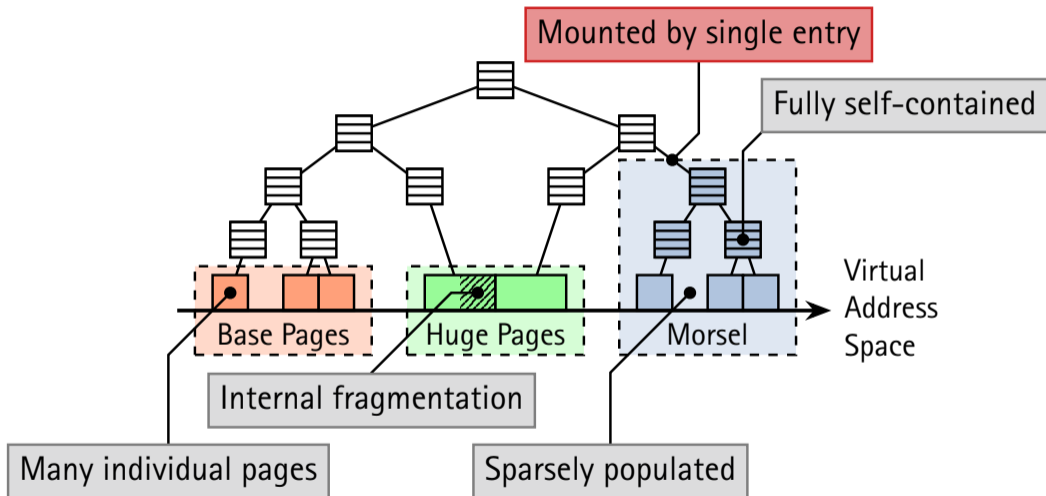 Mounted by single entry
Fully self-contained
Virtual
Address
Space
Base Pages
Huge Pages
Morsel
Internal fragmentation
Many individual pages
Sparsely populated